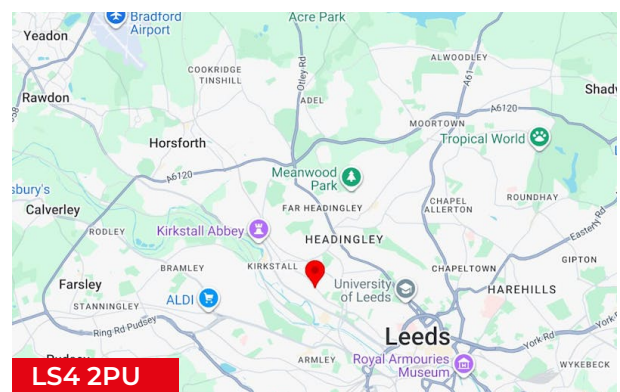 Bradford
Airport
Acre Park
Yeadon
ALWOODLEY
COOKRIDGE
TINSHILL
Otley Rd
A61
Rawdon
ADEL
Shadw
A6120
MOORTOWN
Tropical World
Horsforth
A6120
Meanwood
Park
sbury's
ROUNDHAY
Calverley
FAR HEADINGLEY
CHAPEL
ALLERTON
Easterly Rd
RODLEY
Kirkstall Abbey
HEADINGLEY
BRAMLEY
KIRKSTALL
CHAPELTOWN
GIPTON
Farsley
ALDI
University
of Leeds
HAREHILLS
STANNINGLEY
Ring Rd Pudsey
Leeds
York Rd
York Rd
ARMLEY
Royal Armouries
Museum
WYKEBECK
LS4 2PU